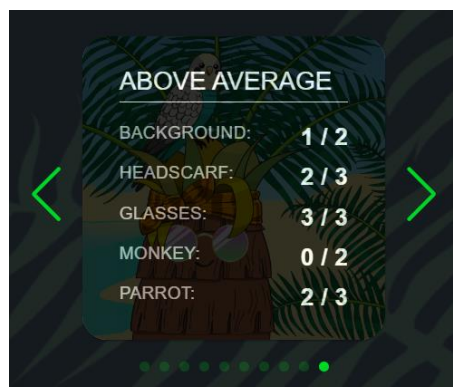 ABOVE AVERAGE
BACKGROUND: 1 / 2
HEADSCARF: 2 / 3
GLASSES: 3 / 3
MONKEY: 0 / 2
PARROT: 2 / 3